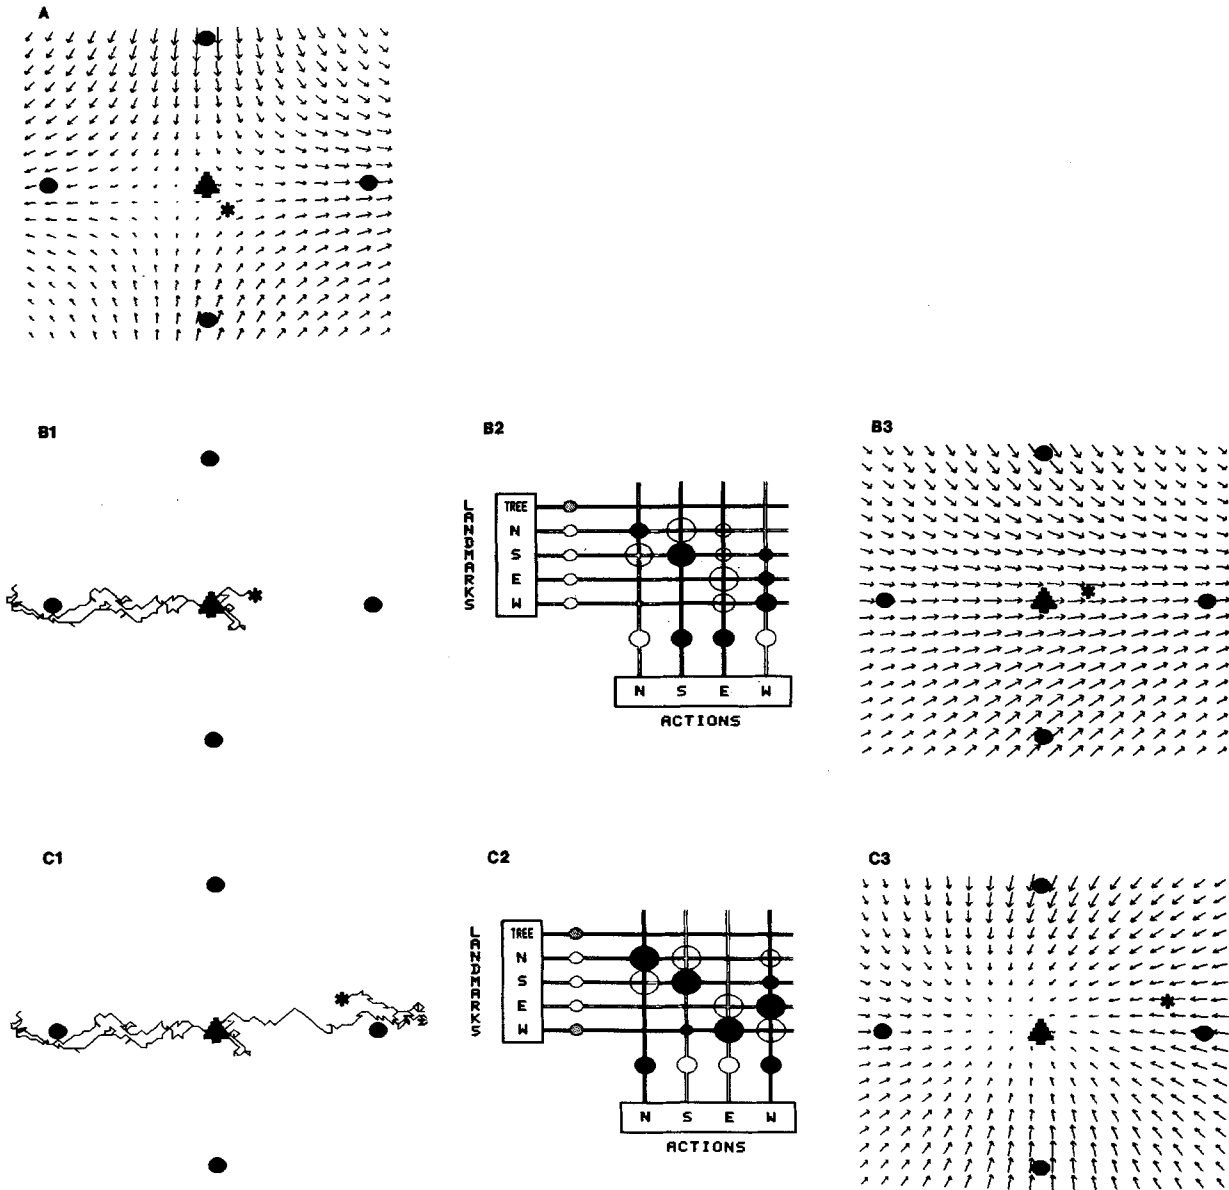 A
B1
B2
B3
LANDMARKS
TREE
N
S
E
W
N S E W
ACTIONS
C1
C2
C3
LANDMARKS
TREE
N
S
E
W
N S E W
ACTIONS